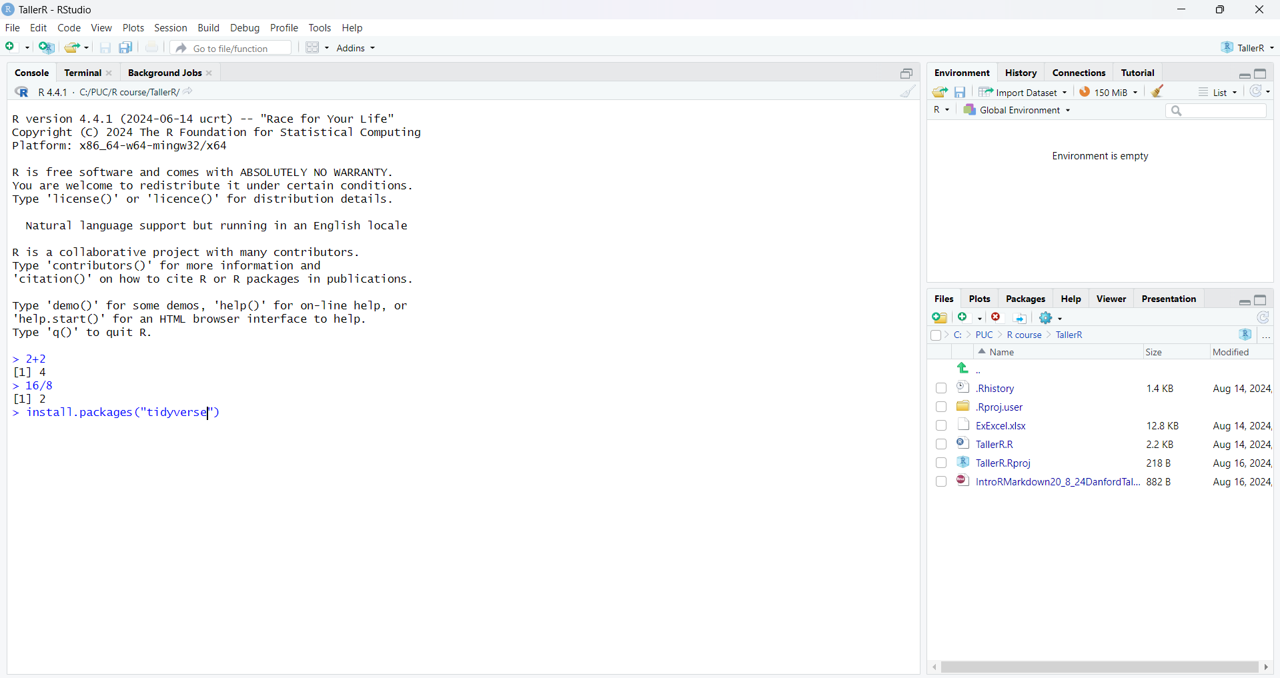 TallerR - RStudio
File Edit Code View Plots Session Build Debug Profile Tools Help
Go to file/function Addins TallerR
Console Terminal Background Jobs
R 4.4.1 · C:/PUC/R course/TallerR/
R version 4.4.1 (2024-06-14 ucrt) -- "Race for Your Life"
Copyright (C) 2024 The R Foundation for Statistical Computing
Platform: x86_64-w64-mingw32/x64
R is free software and comes with ABSOLUTELY NO WARRANTY.
You are welcome to redistribute it under certain conditions.
Type 'license()' or 'licence()' for distribution details.
Natural language support but running in an English locale
R is a collaborative project with many contributors.
Type 'contributors()' for more information and
'citation()' on how to cite R or R packages in publications.
Type 'demo()' for some demos, 'help()' for on-line help, or
'help.start()' for an HTML browser interface to help.
Type 'q()' to quit R.
> 2+2
[1] 4
> 16/8
[1] 2
> install.packages("tidyverse")
Environment History Connections Tutorial
Import Dataset 150 MiB List
R Global Environment
Environment is empty
Files Plots Packages Help Viewer Presentation
C: > PUC > R course > TallerR ...
Name Size Modified
..
.Rhistory 1.4 KB Aug 14, 2024,
.Rproj.user
ExExcel.xlsx 12.8 KB Aug 14, 2024,
TallerR.R 2.2 KB Aug 14, 2024,
TallerR.Rproj 218 B Aug 16, 2024,
IntroRMarkdown20_8_24DanfordTal... 882 B Aug 16, 2024,